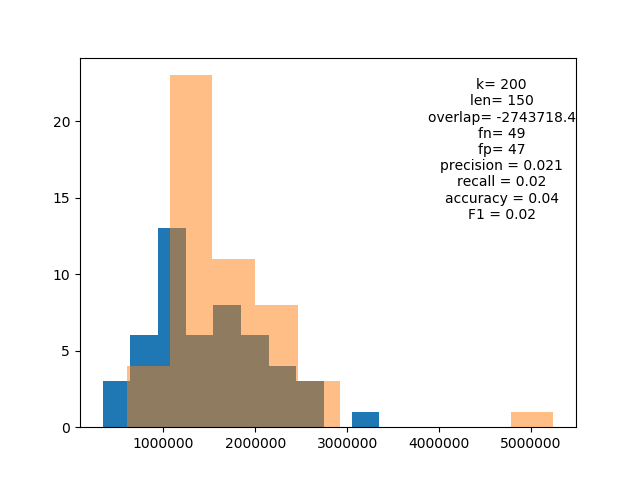 k= 200
len= 150
overlap= -2743718.4
fn= 49
fp= 47
precision = 0.021
recall = 0.02
accuracy = 0.04
F1 = 0.02
20
15
10
5
0
1000000 2000000 3000000 4000000 5000000